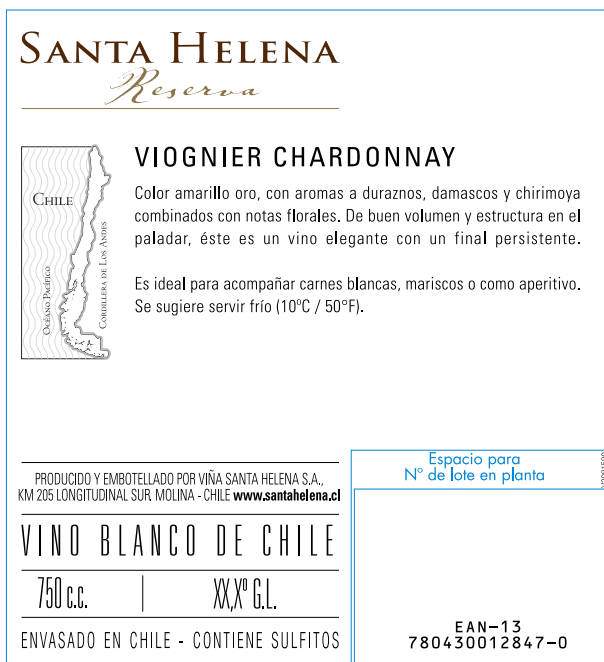 SANTA HELENA
Reserva
VIOGNIER CHARDONNAY
Color amarillo oro, con aromas a duraznos, damascos y chirimoya
combinados con notas florales. De buen volumen y estructura en el
paladar, éste es un vino elegante con un final persistente.
Es ideal para acompañar carnes blancas, mariscos o como aperitivo.
Se sugiere servir frío (10ºC / 50°F).
CHILE
OCÉANO PACÍFICO
CORDILLERA DE LOS ANDES
PRODUCIDO Y EMBOTELLADO POR VIÑA SANTA HELENA S.A.,
KM 205 LONGITUDINAL SUR. MOLINA - CHILE www.santahelena.cl
VINO BLANCO DE CHILE
750 c.c. | XX,Xº G.L.
ENVASADO EN CHILE - CONTIENE SULFITOS
Espacio para
Nº de lote en planta
EAN-13
780430012847-0